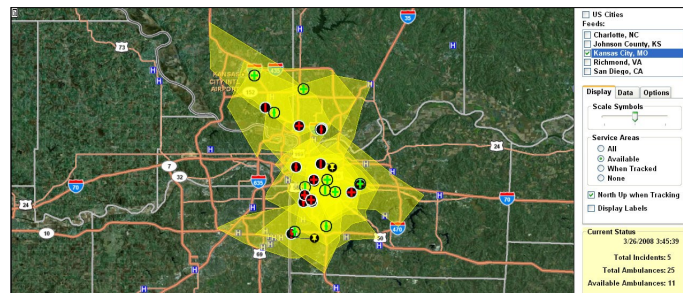 US Cities
Feeds:
Charlotte, NC
Johnson County, KS
Kansas City, MO
Richmond, VA
San Diego, CA
Display Data Options
Scale Symbols
Service Areas
All
Available
When Tracked
None
North Up when Tracking
Display Labels
Current Status
3/26/2008 3:45:39
Total Incidents: 5
Total Ambulances: 25
Available Ambulances: 11
35
73
KANSAS
CITY INT
AIRPORT
H
H
H
24
H
7
32
70
635
24
70
10
470
50
69
H
H